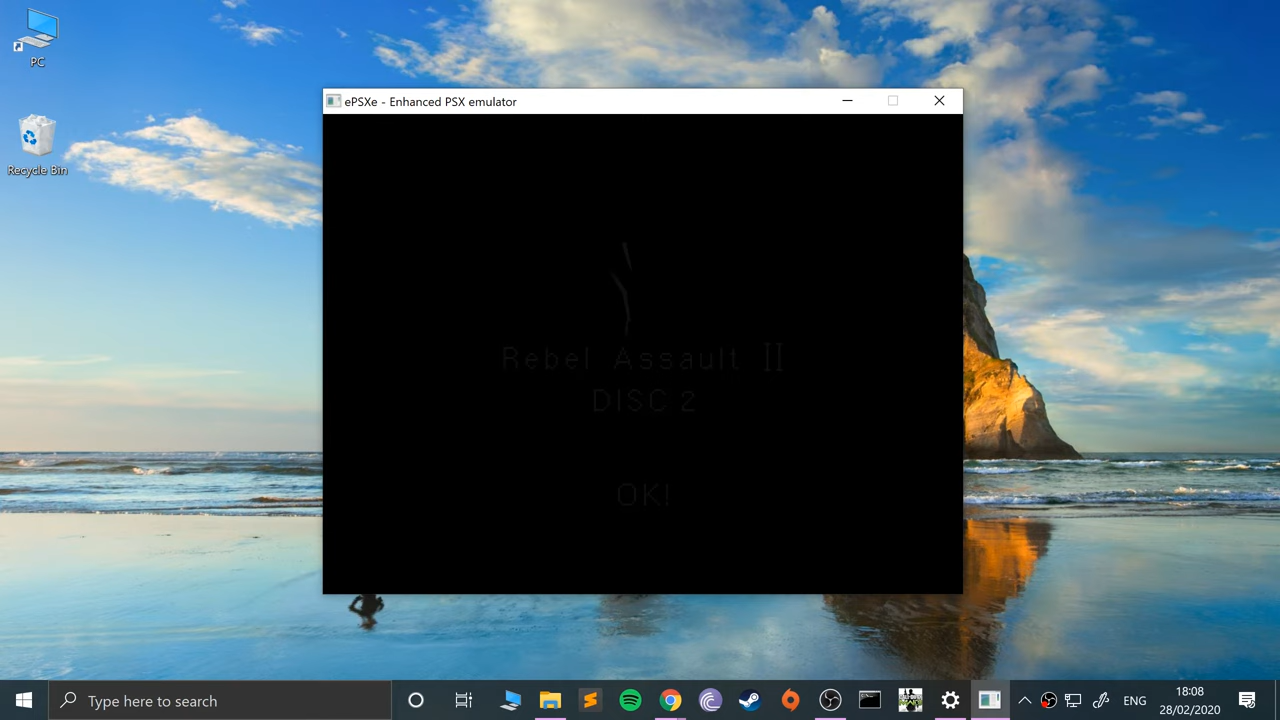 PC
Recycle Bin
ePSXe - Enhanced PSX emulator
Rebel Assault II
DISC 2
OK!
Type here to search
ENG
18:08
28/02/2020